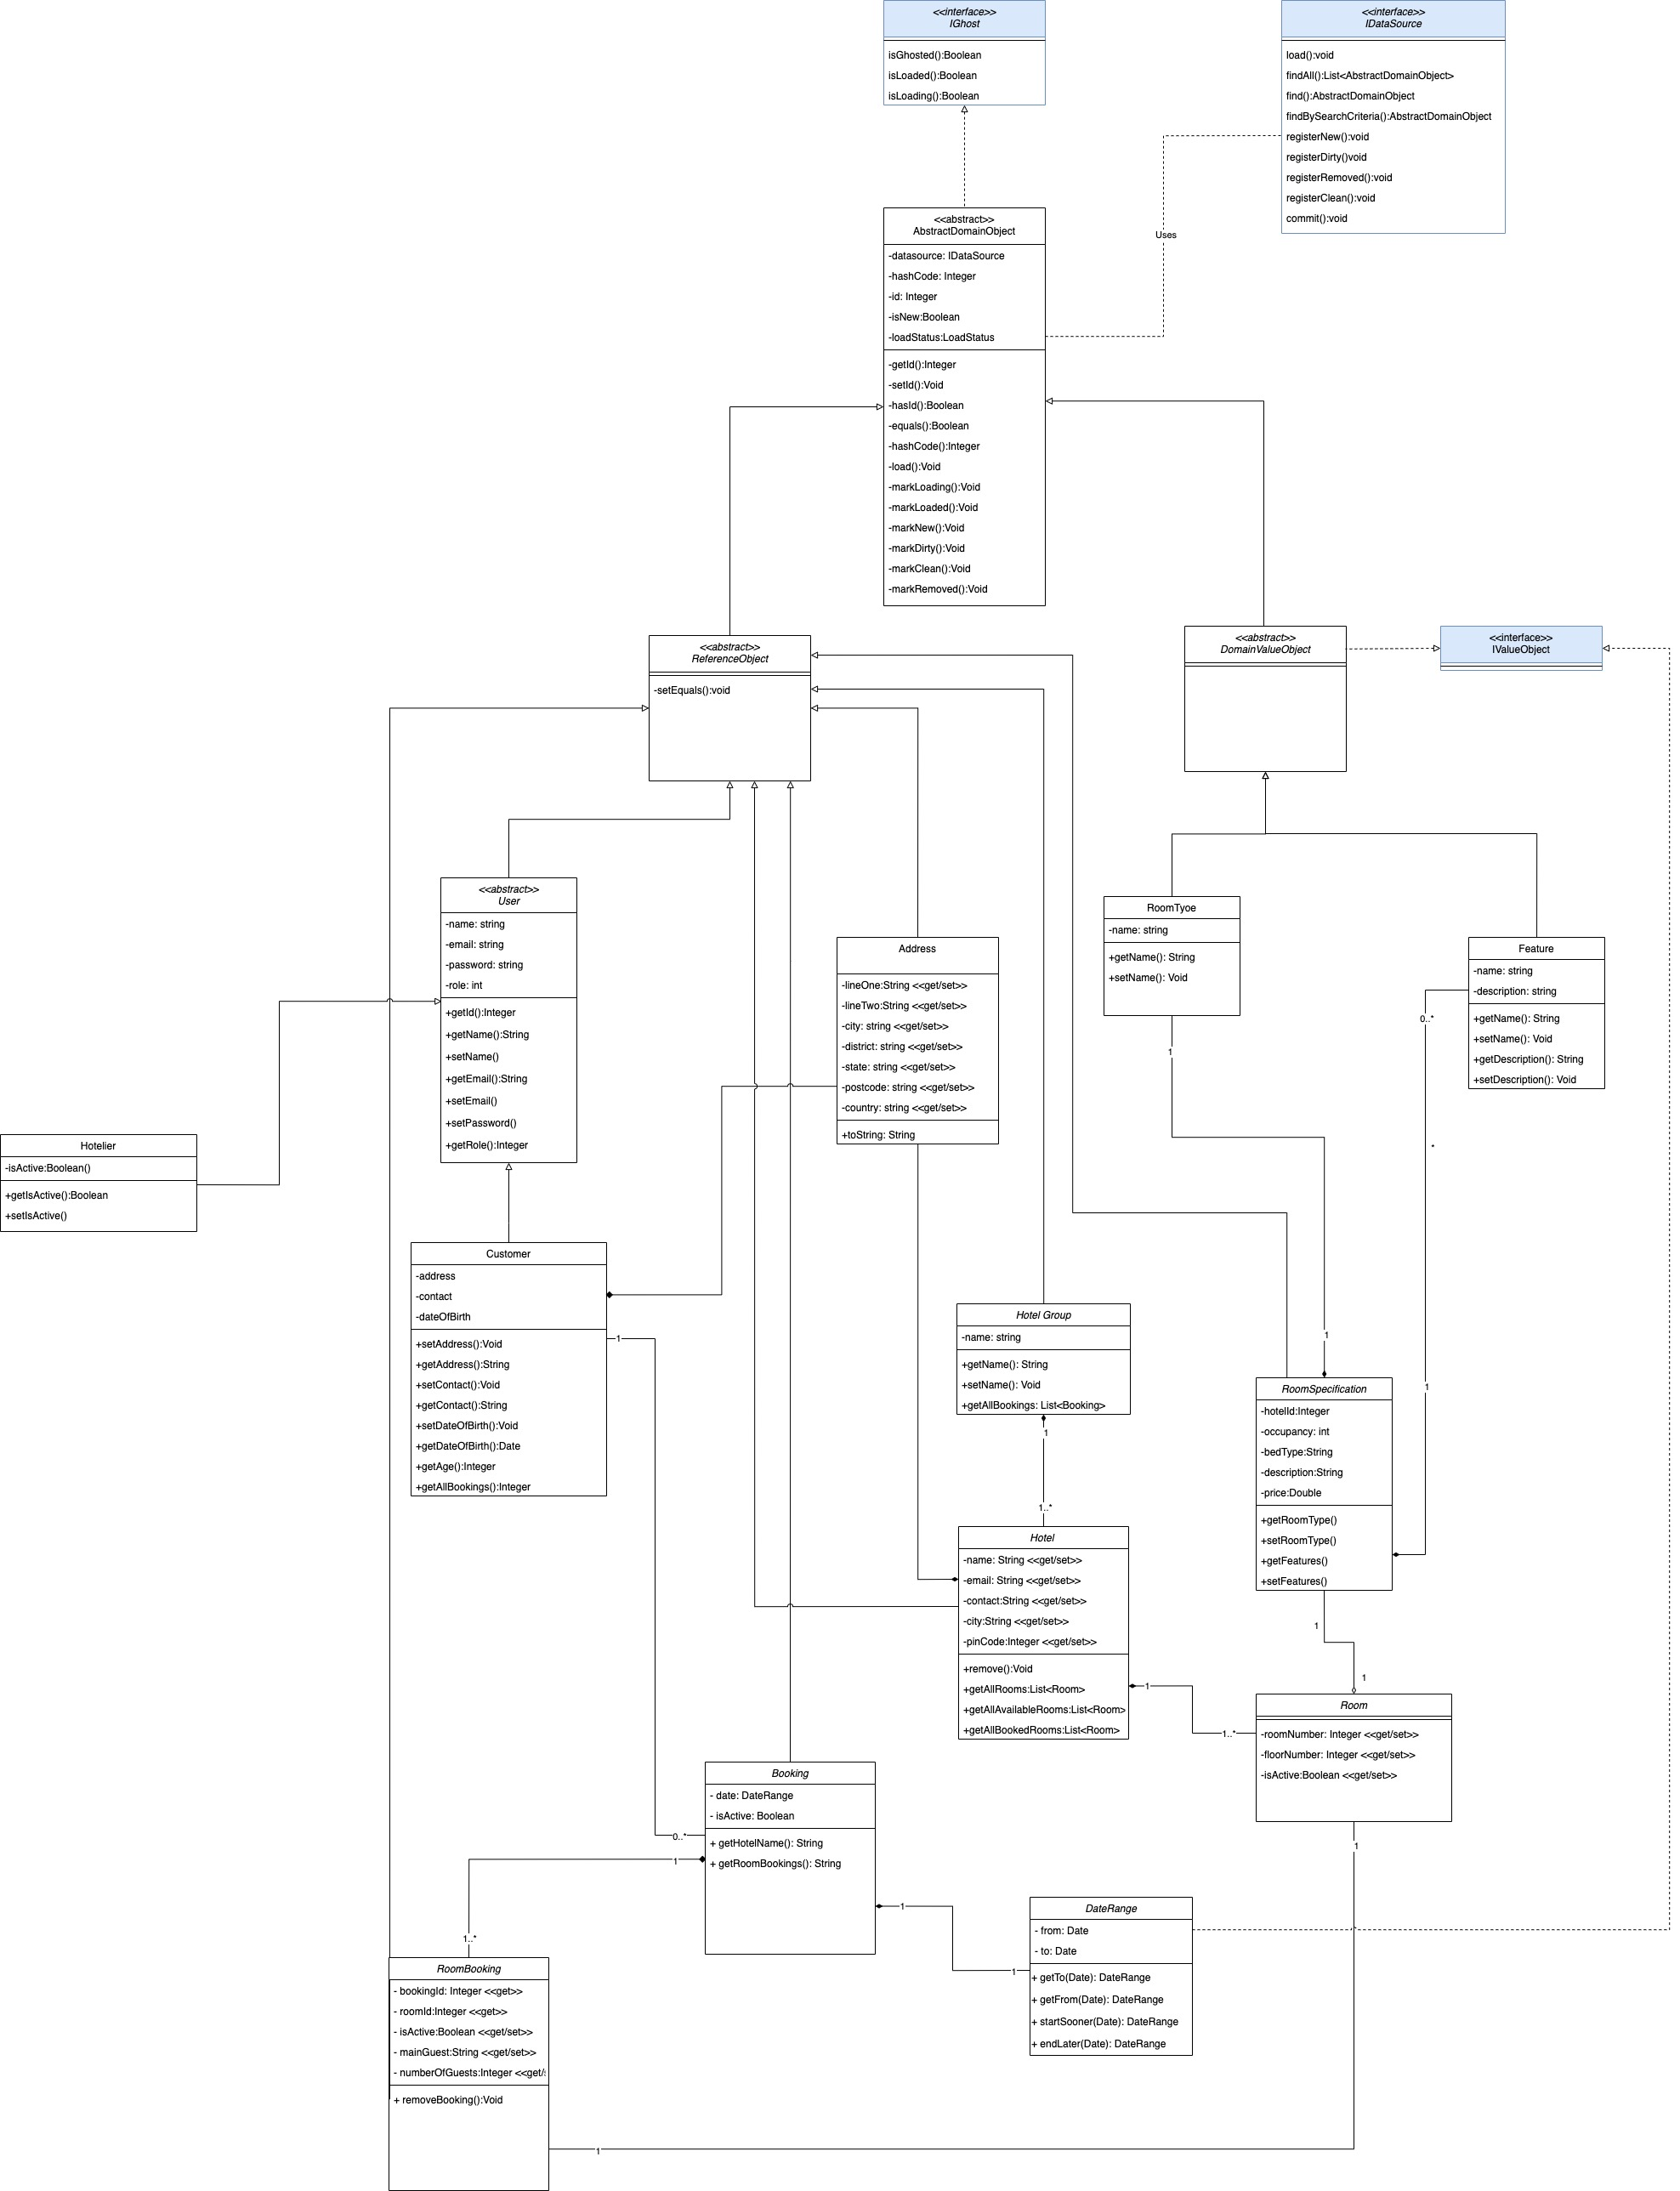 <<interface>>
IGhost
isGhosted():Boolean
isLoaded():Boolean
isLoading():Boolean
<<interface>>
IDataSource
load():void
findAll():List<AbstractDomainObject>
find():AbstractDomainObject
findBySearchCriteria():AbstractDomainObject
registerNew():void
registerDirty()void
registerRemoved():void
registerClean():void
commit():void
Uses
<<abstract>>
AbstractDomainObject
-datasource: IDataSource
-hashCode: Integer
-id: Integer
-isNew:Boolean
-loadStatus:LoadStatus
-getId():Integer
-setId():Void
-hasId():Boolean
-equals():Boolean
-hashCode():Integer
-load():Void
-markLoading():Void
-markLoaded():Void
-markNew():Void
-markDirty():Void
-markClean():Void
-markRemoved():Void
<<abstract>>
ReferenceObject
-setEquals():void
<<abstract>>
DomainValueObject
<<interface>>
IValueObject
<<abstract>>
User
-name: string
-email: string
-password: string
-role: int
+getId():Integer
+getName():String
+setName()
+getEmail():String
+setEmail()
+setPassword()
+getRole():Integer
Address
-lineOne:String <<get/set>>
-lineTwo:String <<get/set>>
-city: string <<get/set>>
-district: string <<get/set>>
-state: string <<get/set>>
-postcode: string <<get/set>>
-country: string <<get/set>>
+toString: String
RoomTyoe
-name: string
+getName(): String
+setName(): Void
1
Feature
-name: string
-description: string
+getName(): String
+setName(): Void
+getDescription(): String
+setDescription(): Void
0..*
*
1
Hotelier
-isActive:Boolean()
+getIsActive():Boolean
+setIsActive()
Customer
-address
-contact
-dateOfBirth
+setAddress():Void
+getAddress():String
+setContact():Void
+getContact():String
+setDateOfBirth():Void
+getDateOfBirth():Date
+getAge():Integer
+getAllBookings():Integer
1
Hotel Group
-name: string
+getName(): String
+setName(): Void
+getAllBookings: List<Booking>
1
1..*
1
RoomSpecification
-hotelId:Integer
-occupancy: int
-bedType:String
-description:String
-price:Double
+getRoomType()
+setRoomType()
+getFeatures()
+setFeatures()
1
1
Hotel
-name: String <<get/set>>
-email: String <<get/set>>
-contact:String <<get/set>>
-city:String <<get/set>>
-pinCode:Integer <<get/set>>
+remove():Void
+getAllRooms:List<Room>
+getAllAvailableRooms:List<Room>
+getAllBookedRooms:List<Room>
1
1..*
Room
-roomNumber: Integer <<get/set>>
-floorNumber: Integer <<get/set>>
-isActive:Boolean <<get/set>>
1
Booking
- date: DateRange
- isActive: Boolean
+ getHotelName(): String
+ getRoomBookings(): String
0..*
1
1..*
1
1
DateRange
- from: Date
- to: Date
+ getTo(Date): DateRange
+ getFrom(Date): DateRange
+ startSooner(Date): DateRange
+ endLater(Date): DateRange
RoomBooking
- bookingId: Integer <<get>>
- roomId:Integer <<get>>
- isActive:Boolean <<get/set>>
- mainGuest:String <<get/set>>
- numberOfGuests:Integer <<get/
+ removeBooking():Void
1